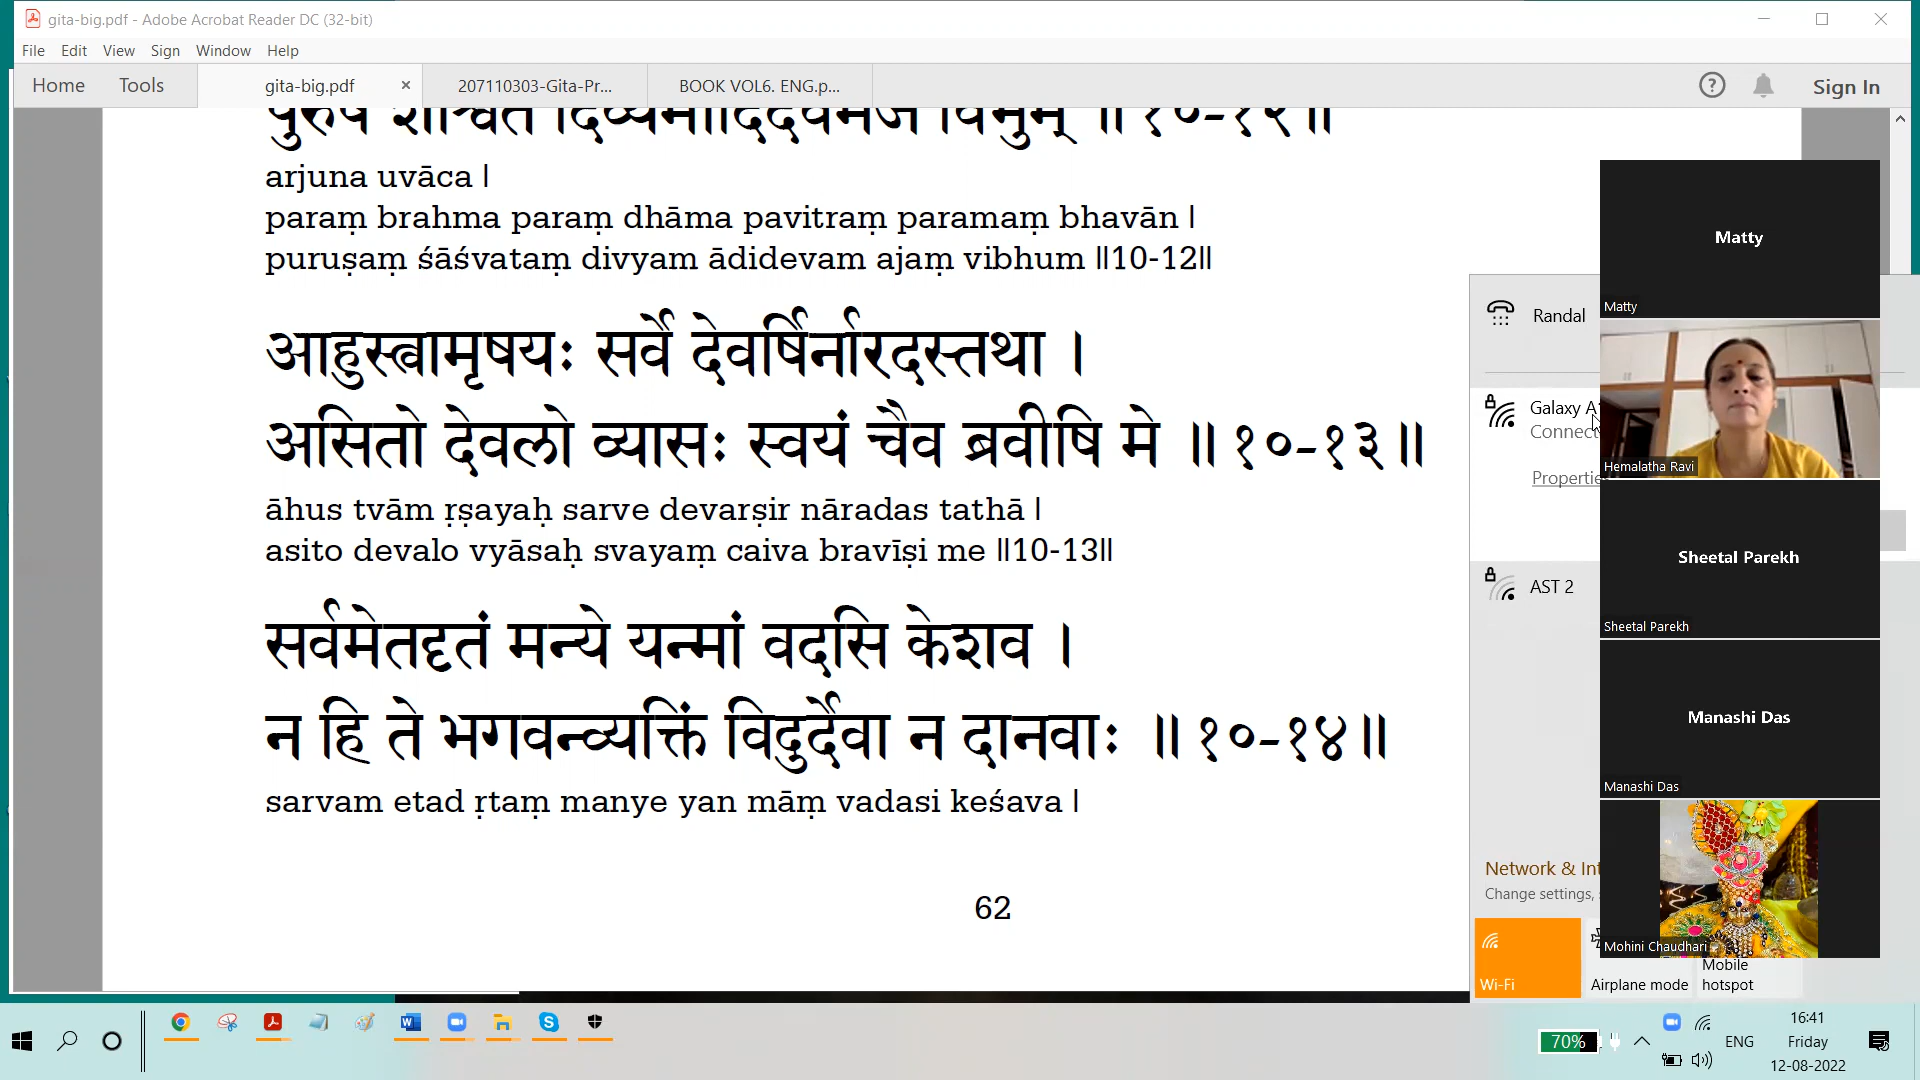 gita-big.pdf - Adobe Acrobat Reader DC (32-bit)
File Edit View Sign Window Help
Home Tools gita-big.pdf × 207110303-Gita-Pr... BOOK VOL6. ENG.p... Sign In
arjuna uvāca |
paraṃ brahma paraṃ dhāma pavitraṃ paramaṃ bhavān |
puruṣaṃ śāśvataṃ divyam ādidevam ajaṃ vibhum ||10-12||
आहुस्त्वामृषयः सर्वे देवर्षिर्नारदस्तथा ।
असितो देवलो व्यासः स्वयं चैव ब्रवीषि मे ॥१०-१३॥
āhus tvām ṛṣayaḥ sarve devarṣir nāradas tathā |
asito devalo vyāsaḥ svayaṃ caiva bravīṣi me ||10-13||
सर्वमेतदृतं मन्ये यन्मां वदसि केशव ।
न हि ते भगवन्व्यक्तिं विदुर्देवा न दानवाः ॥१०-१४॥
sarvam etad ṛtaṃ manye yan māṃ vadasi keśava |
62
Randal
Galaxy A
Connect
AST 2
Change settings,
Wi-Fi
Airplane mode
Mobile
hotspot
Matty
Matty
Hemalatha Ravi
Sheetal Parekh
Sheetal Parekh
Manashi Das
Manashi Das
Mohini Chaudhari
70%
ENG
16:41
Friday
12-08-2022